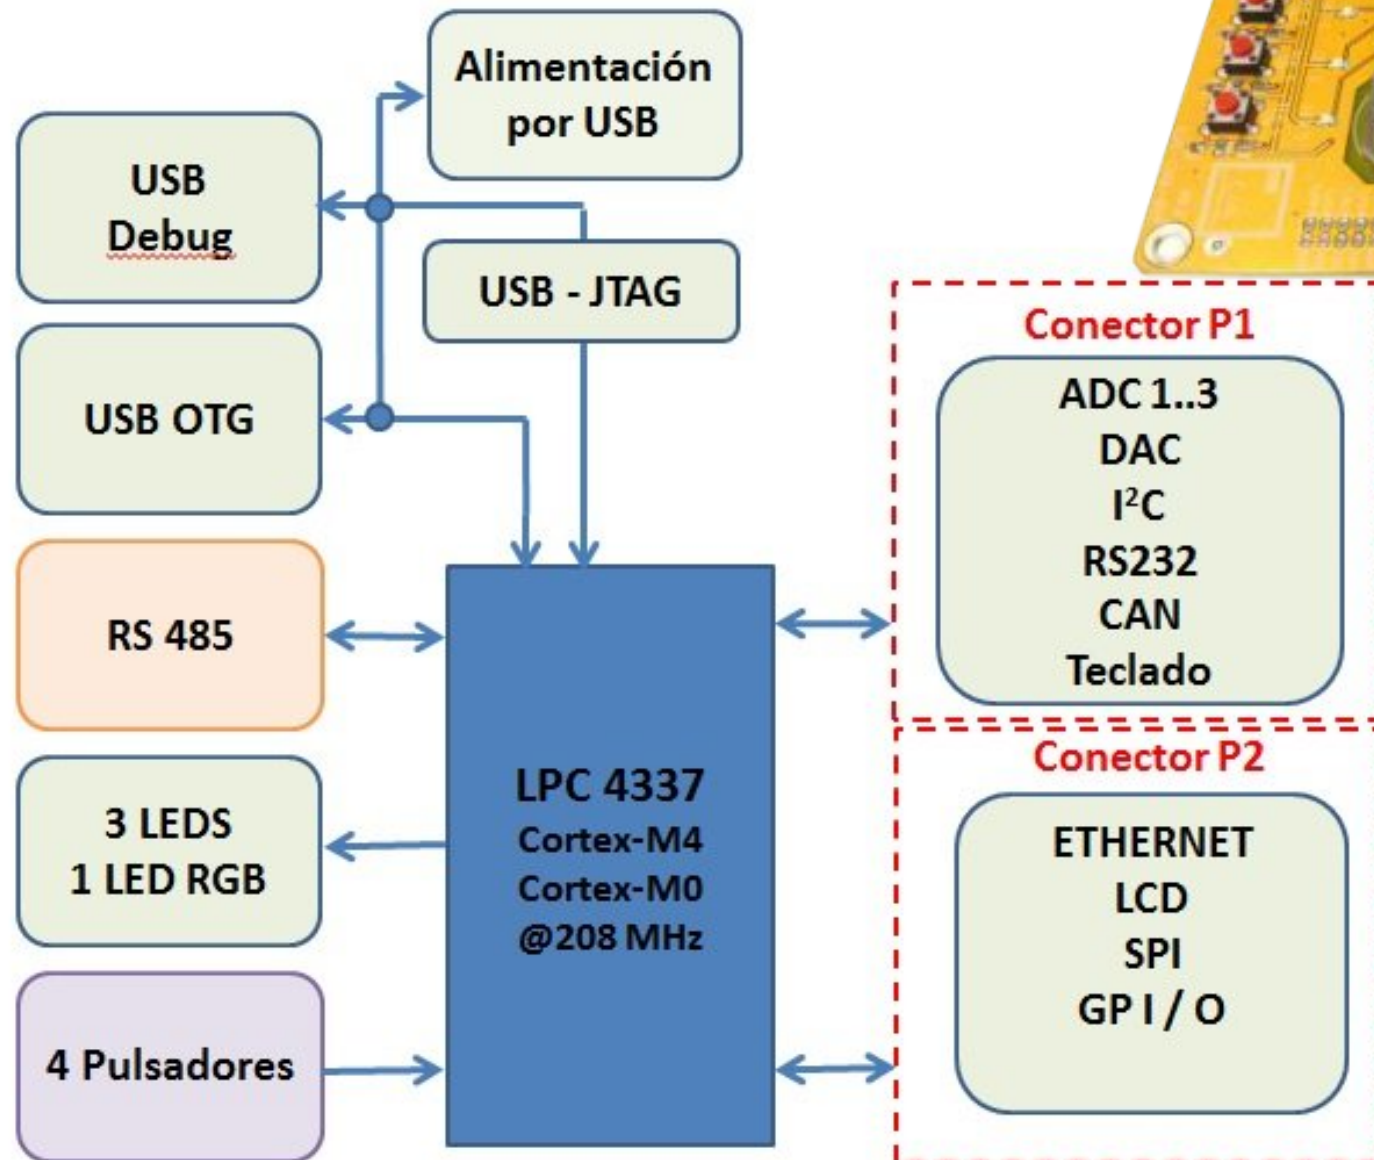 Alimentación
por USB
USB
Debug
USB - JTAG
USB OTG
RS 485
3 LEDS
1 LED RGB
4 Pulsadores
LPC 4337
Cortex-M4
Cortex-M0
@208 MHz
Conector P1
ADC 1..3
DAC
I²C
RS232
CAN
Teclado
Conector P2
ETHERNET
LCD
SPI
GP I / O